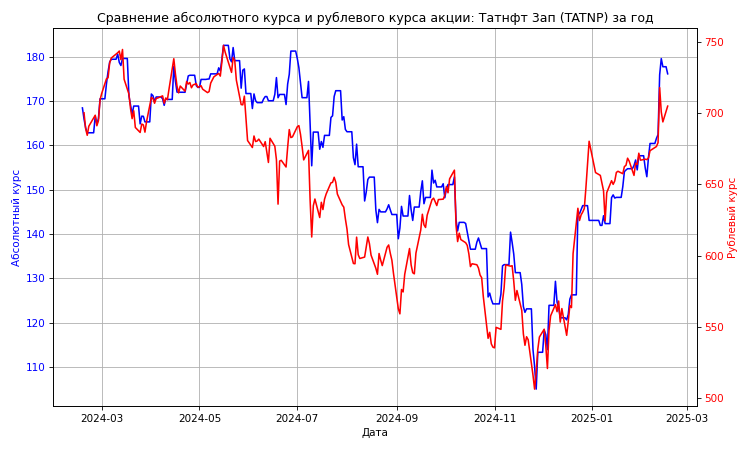 Сравнение абсолютного курса и рублевого курса акции: Татнфт 3ап (TATNP) за год
Абсолютный курс
180
170
160
150
140
130
120
110
750
700
650
600
550
500
Рублевый курс
2024-03 2024-05 2024-07 2024-09 2024-11 2025-01 2025-03
Дата